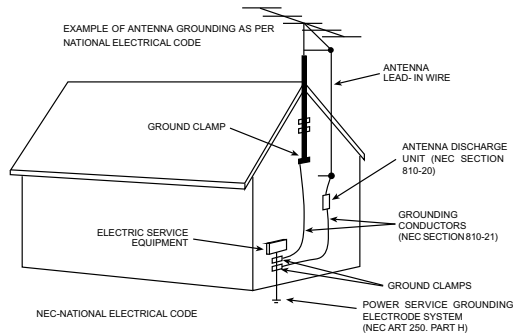 EXAMPLE OF ANTENNA GROUNDING AS PER
NATIONAL ELECTRICAL CODE
ANTENNA
LEAD- IN WIRE
GROUND CLAMP
ANTENNA DISCHARGE
UNIT (NEC SECTION
810-20)
GROUNDING
CONDUCTORS
(NEC SECTION 810-21)
ELECTRIC SERVICE
EQUIPMENT
GROUND CLAMPS
POWER SERVICE GROUNDING
ELECTRODE SYSTEM
(NEC ART 250. PART H)
NEC-NATIONAL ELECTRICAL CODE